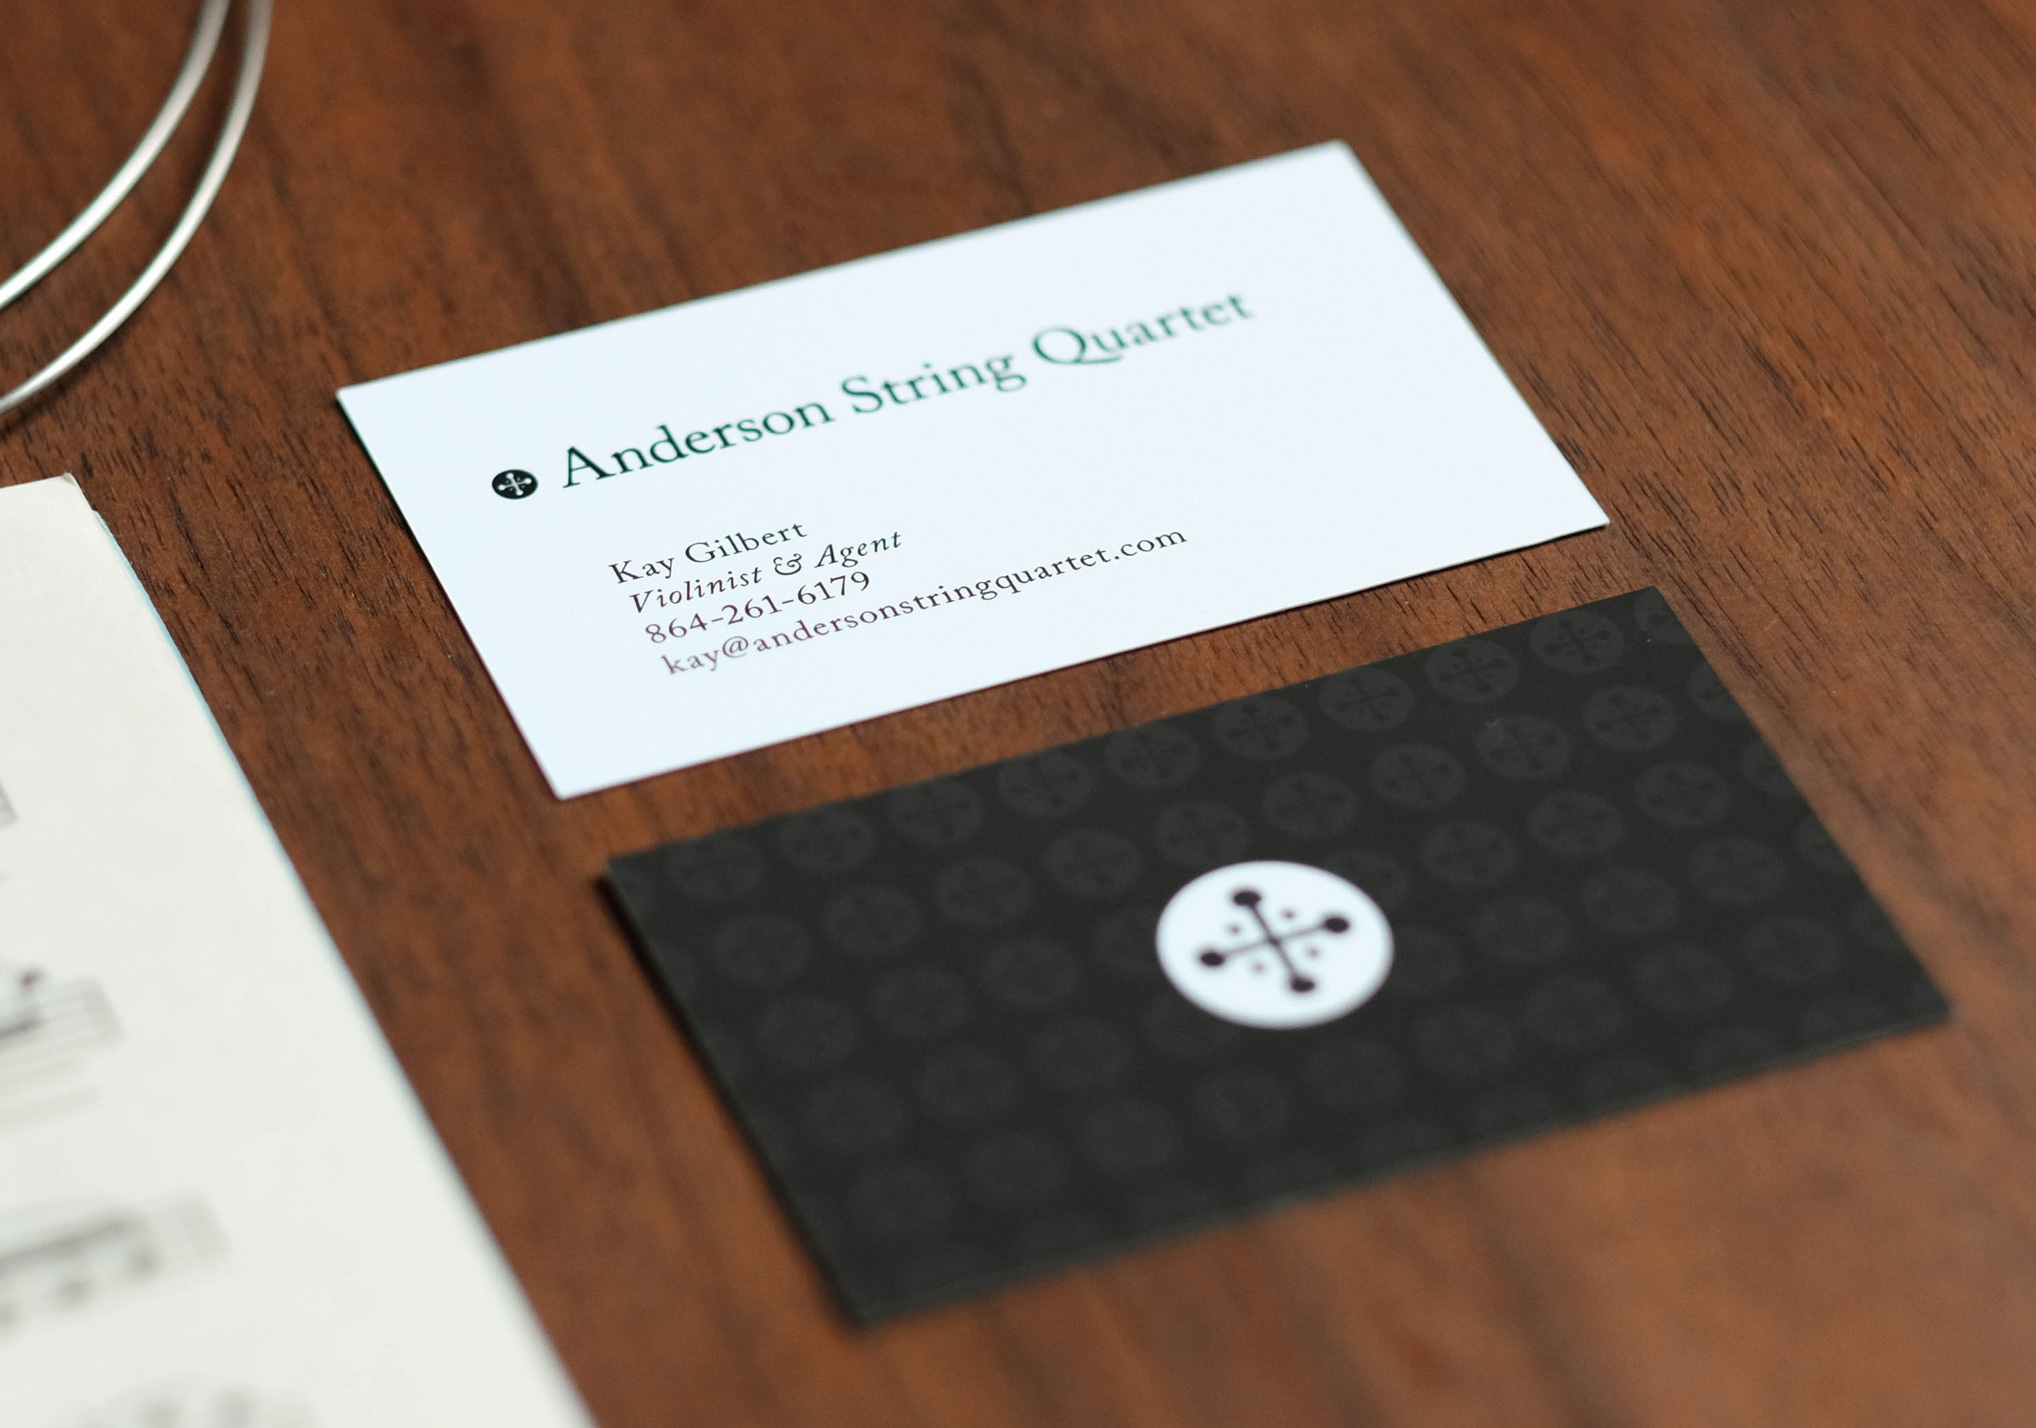 Anderson String Quartet
Kay Gilbert
Violinist & Agent
864-261-6179
kay@andersonstringquartet.com